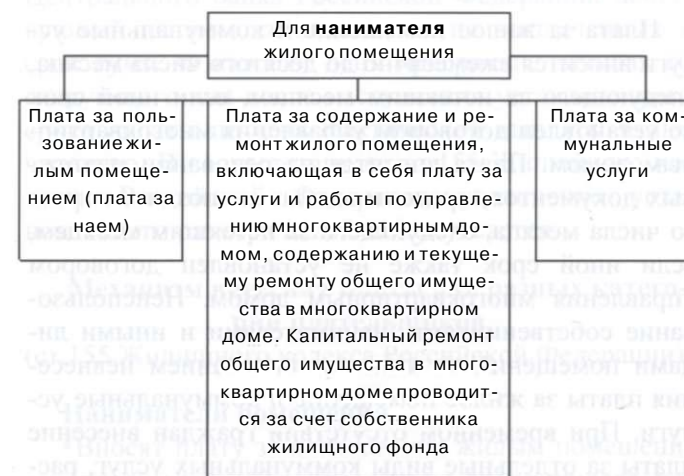 Для нанимателя
жилого помещения
Плата за поль-
зование жи-
лым помеще-
нием (плата за
наем)
Плата за содержание и ре-
монт жилого помещения,
включающая в себя плату за
услуги и работы по управле-
нию многоквартирным до-
мом, содержанию и текуще-
му ремонту общего имуще-
ства в многоквартирном
доме. Капитальный ремонт
общего имущества в много-
квартирном доме проводит-
ся за счет собственника
жилищного фонда
Плата за ком-
мунальные
услуги